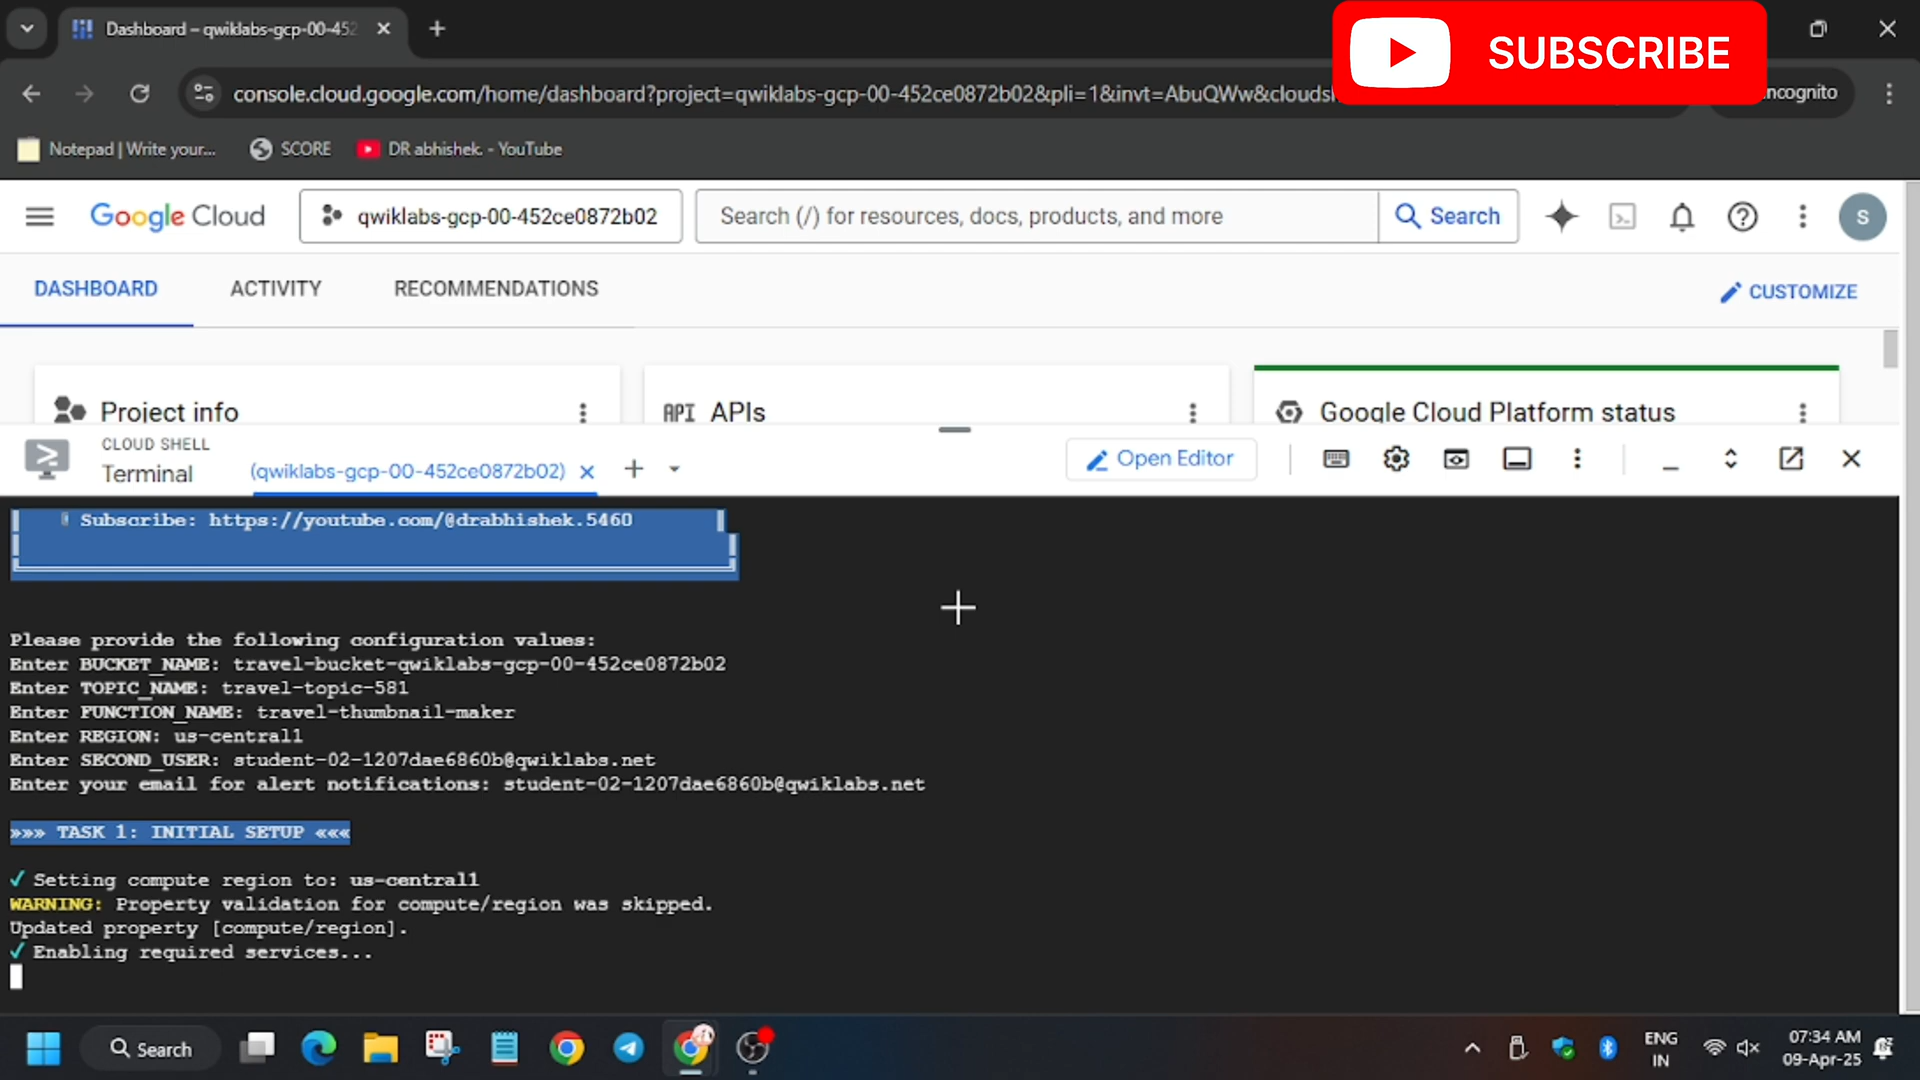 Dashboard – qwiklabs-gcp-00-452
SUBSCRIBE
console.cloud.google.com/home/dashboard?project=qwiklabs-gcp-00-452ce0872b02&pli=1&invt=AbuQWw&cloudsh
Incognito
Notepad | Write your...
SCORE
DR abhishek. - YouTube
Google Cloud
qwiklabs-gcp-00-452ce0872b02
Search (/) for resources, docs, products, and more
Search
S
DASHBOARD
ACTIVITY
RECOMMENDATIONS
CUSTOMIZE
Project info
API APIs
Google Cloud Platform status
CLOUD SHELL
Terminal
(qwiklabs-gcp-00-452ce0872b02)
Open Editor
Subscribe: https://youtube.com/@drabhishek.5460
Please provide the following configuration values:
Enter BUCKET_NAME: travel-bucket-qwiklabs-gcp-00-452ce0872b02
Enter TOPIC_NAME: travel-topic-581
Enter FUNCTION_NAME: travel-thumbnail-maker
Enter REGION: us-central1
Enter SECOND_USER: student-02-1207dae6860b@qwiklabs.net
Enter your email for alert notifications: student-02-1207dae6860b@qwiklabs.net
»»» TASK 1: INITIAL SETUP «««
✓ Setting compute region to: us-central1
WARNING: Property validation for compute/region was skipped.
Updated property [compute/region].
✓ Enabling required services...
Search
ENG
IN
07:34 AM
09-Apr-25